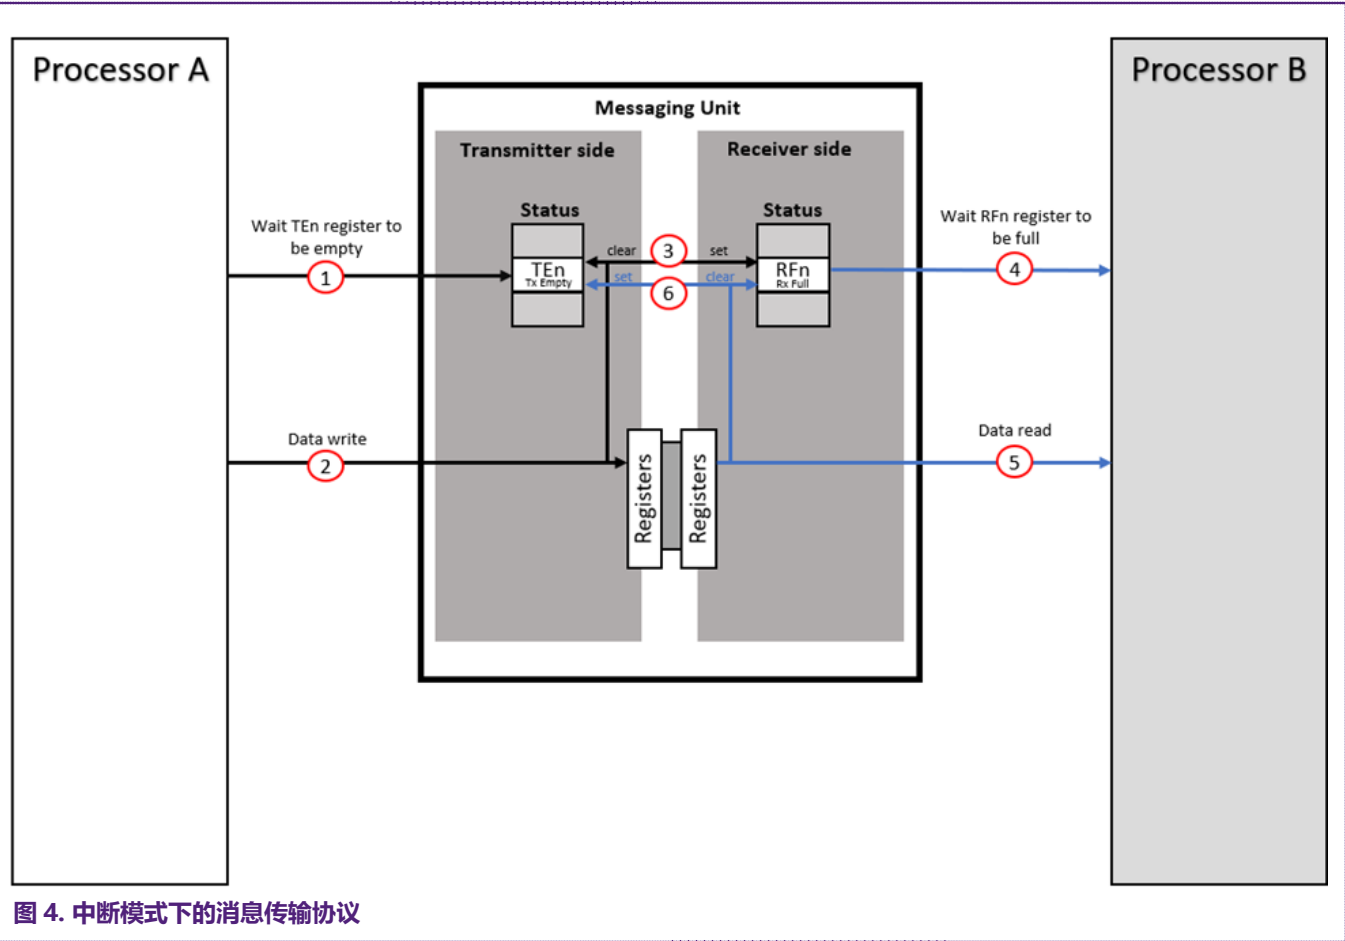 Processor A
Processor B
Messaging Unit
Transmitter side
Receiver side
Status
Status
Wait TEn register to
be empty
1
TEn
Tx Empty
clear
3
set
set
6
clear
RFn
Rx Full
Wait RFn register to
be full
4
Data write
2
Registers
Registers
Data read
5
图 4. 中断模式下的消息传输协议